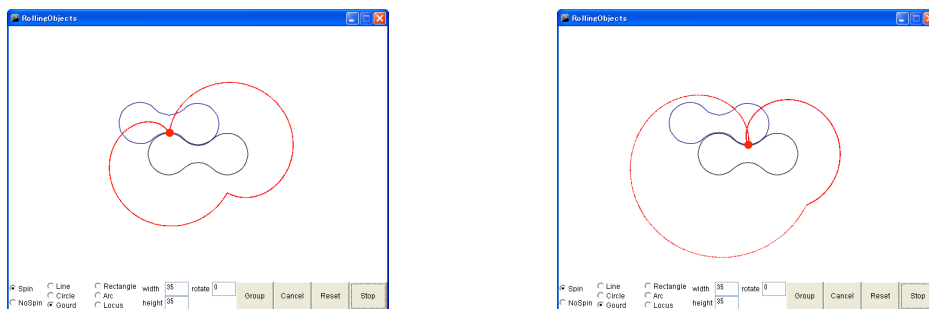 RollingObjects
Spin Line Rectangle width 35 rotate 0
Circle Arc Group Cancel Reset Stop
NoSpin Gourd Locus height 35
RollingObjects
Spin Line Rectangle width 35 rotate 0
Circle Arc Group Cancel Reset Stop
NoSpin Gourd Locus height 35